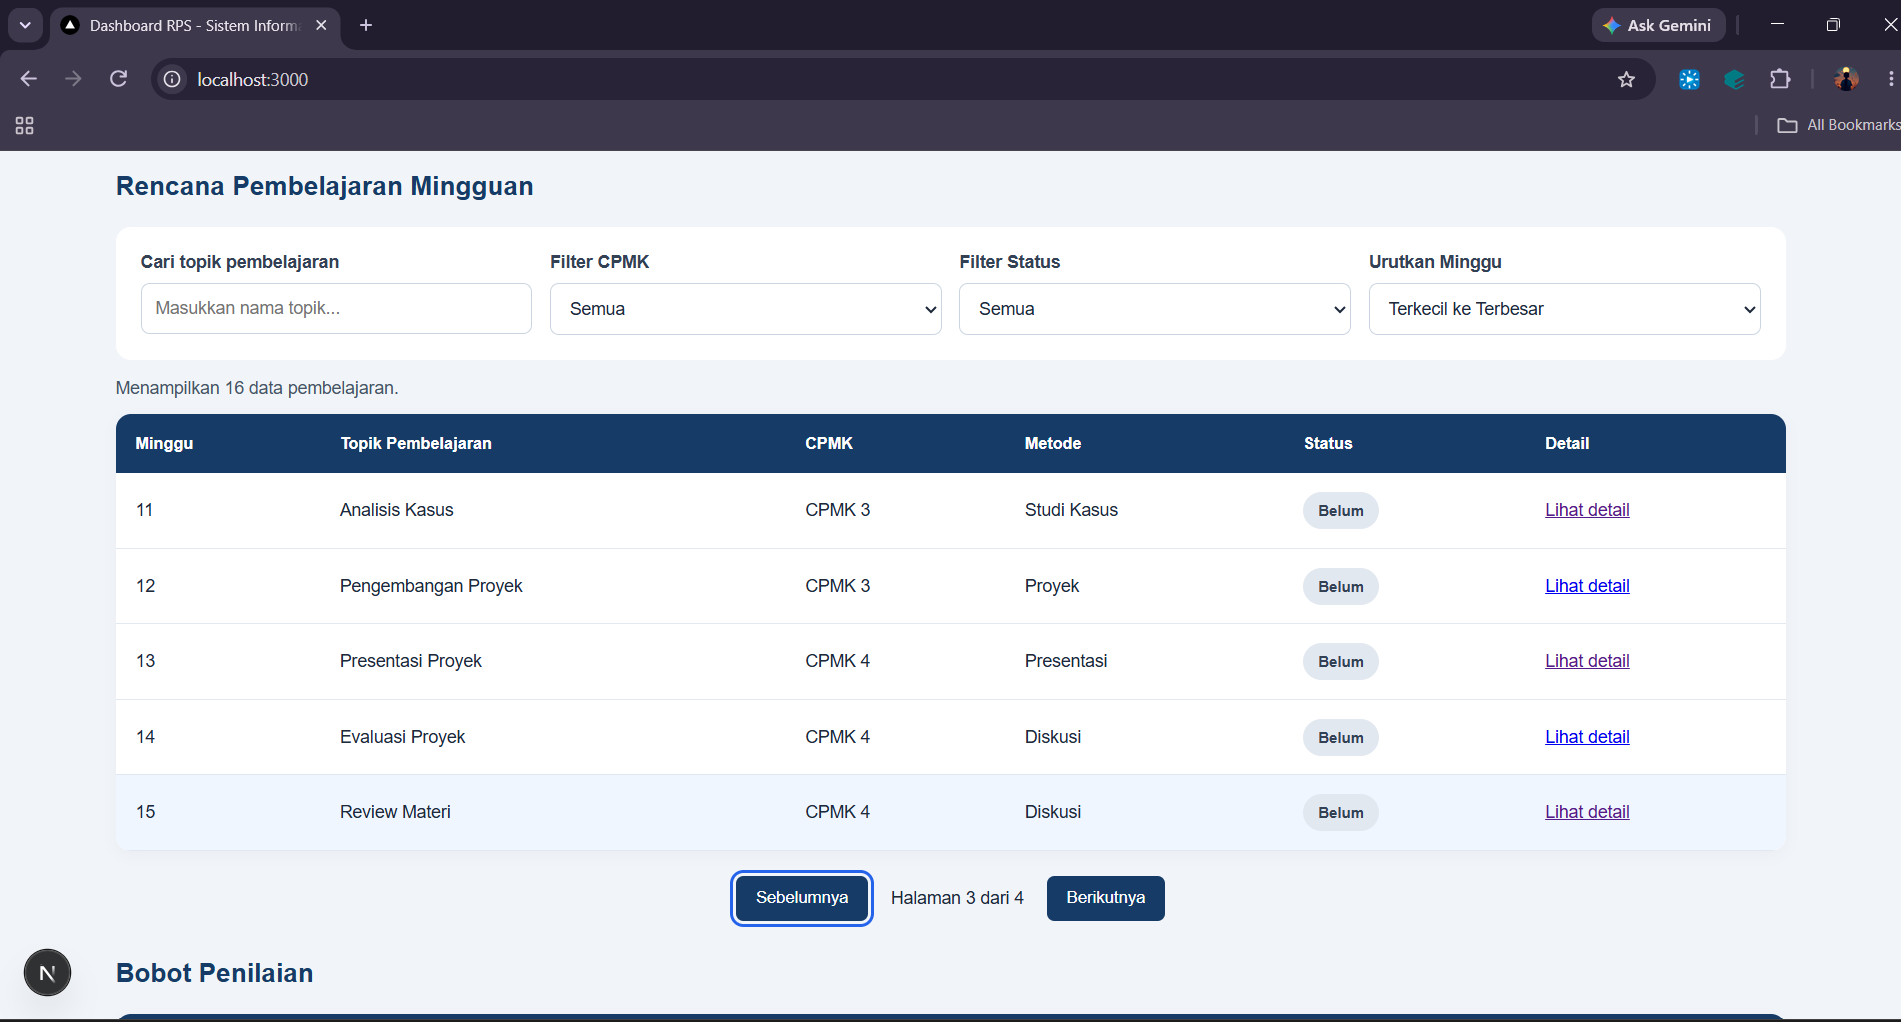 Dashboard RPS - Sistem Inform
Ask Gemini
localhost:3000
All Bookmarks
Rencana Pembelajaran Mingguan
Cari topik pembelajaran Filter CPMK Filter Status Urutkan Minggu
Masukkan nama topik... Semua Semua Terkecil ke Terbesar
Menampilkan 16 data pembelajaran.
Minggu Topik Pembelajaran CPMK Metode Status Detail
11 Analisis Kasus CPMK 3 Studi Kasus Belum Lihat detail
12 Pengembangan Proyek CPMK 3 Proyek Belum Lihat detail
13 Presentasi Proyek CPMK 4 Presentasi Belum Lihat detail
14 Evaluasi Proyek CPMK 4 Diskusi Belum Lihat detail
15 Review Materi CPMK 4 Diskusi Belum Lihat detail
Sebelumnya Halaman 3 dari 4 Berikutnya
N
Bobot Penilaian